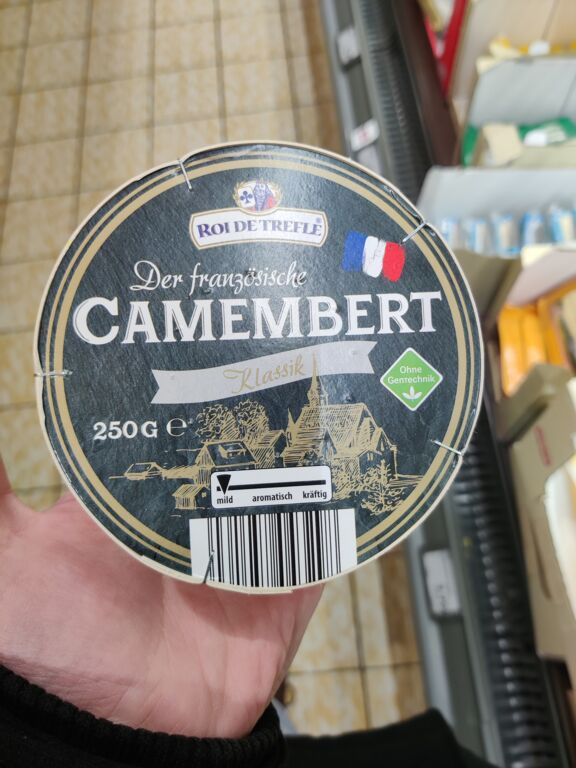 ROI DE TREFLE®
Der französische
CAMEMBERT
Klassik
Ohne
Gentechnik
250 G ℮
mild aromatisch kräftig